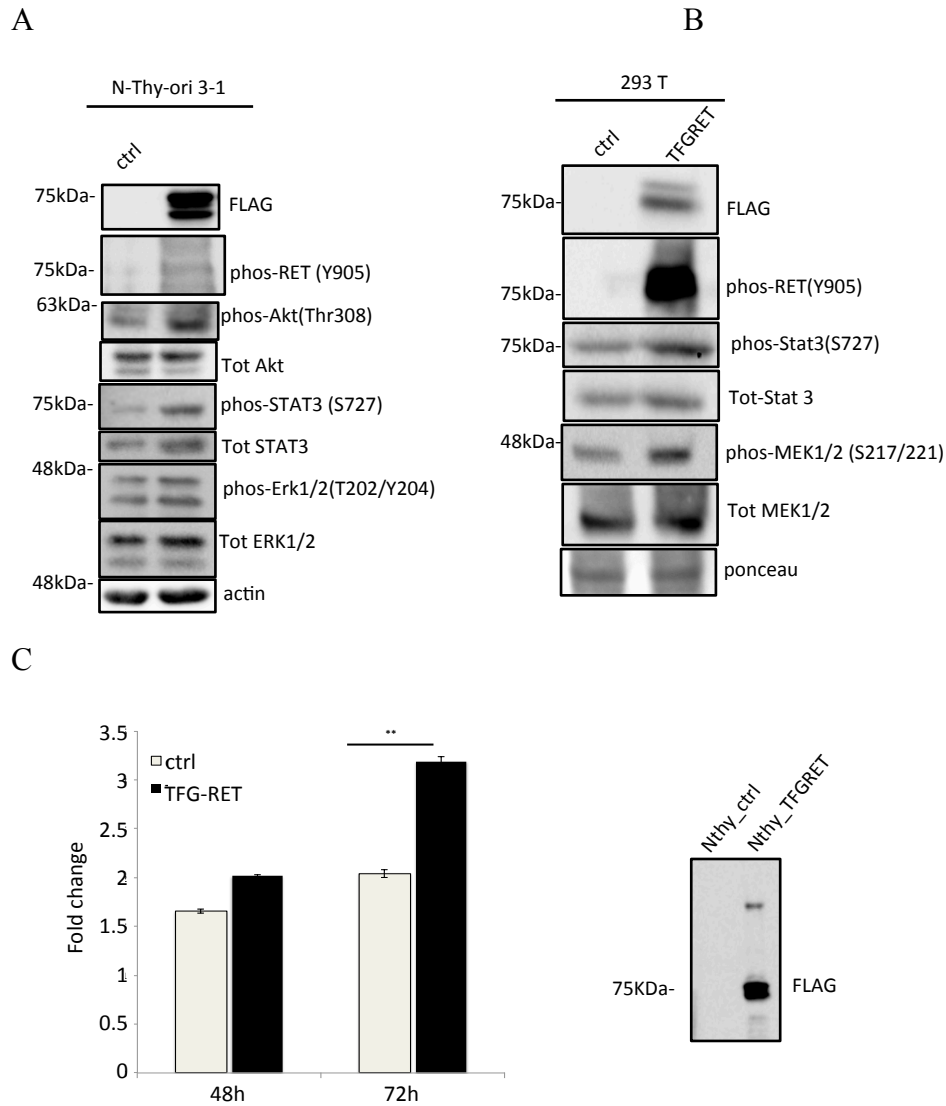 A
B
N-Thy-ori 3-1
ctrl
75kDa-
FLAG
75kDa-
phos-RET (Y905)
63kDa-
phos-Akt(Thr308)
Tot Akt
75kDa-
phos-STAT3 (S727)
Tot STAT3
48kDa-
phos-Erk1/2(T202/Y204)
Tot ERK1/2
48kDa-
actin
293 T
ctrl
TFGRET
75kDa-
FLAG
75kDa-
phos-RET(Y905)
75kDa-
phos-Stat3(S727)
Tot-Stat 3
48kDa-
phos-MEK1/2 (S217/221)
Tot MEK1/2
ponceau
C
Fold change
3.5
3
2.5
2
1.5
1
0.5
0
ctrl
TFG-RET
**
48h
72h
Nthy_ctrl
Nthy_TFGRET
75KDa-
FLAG